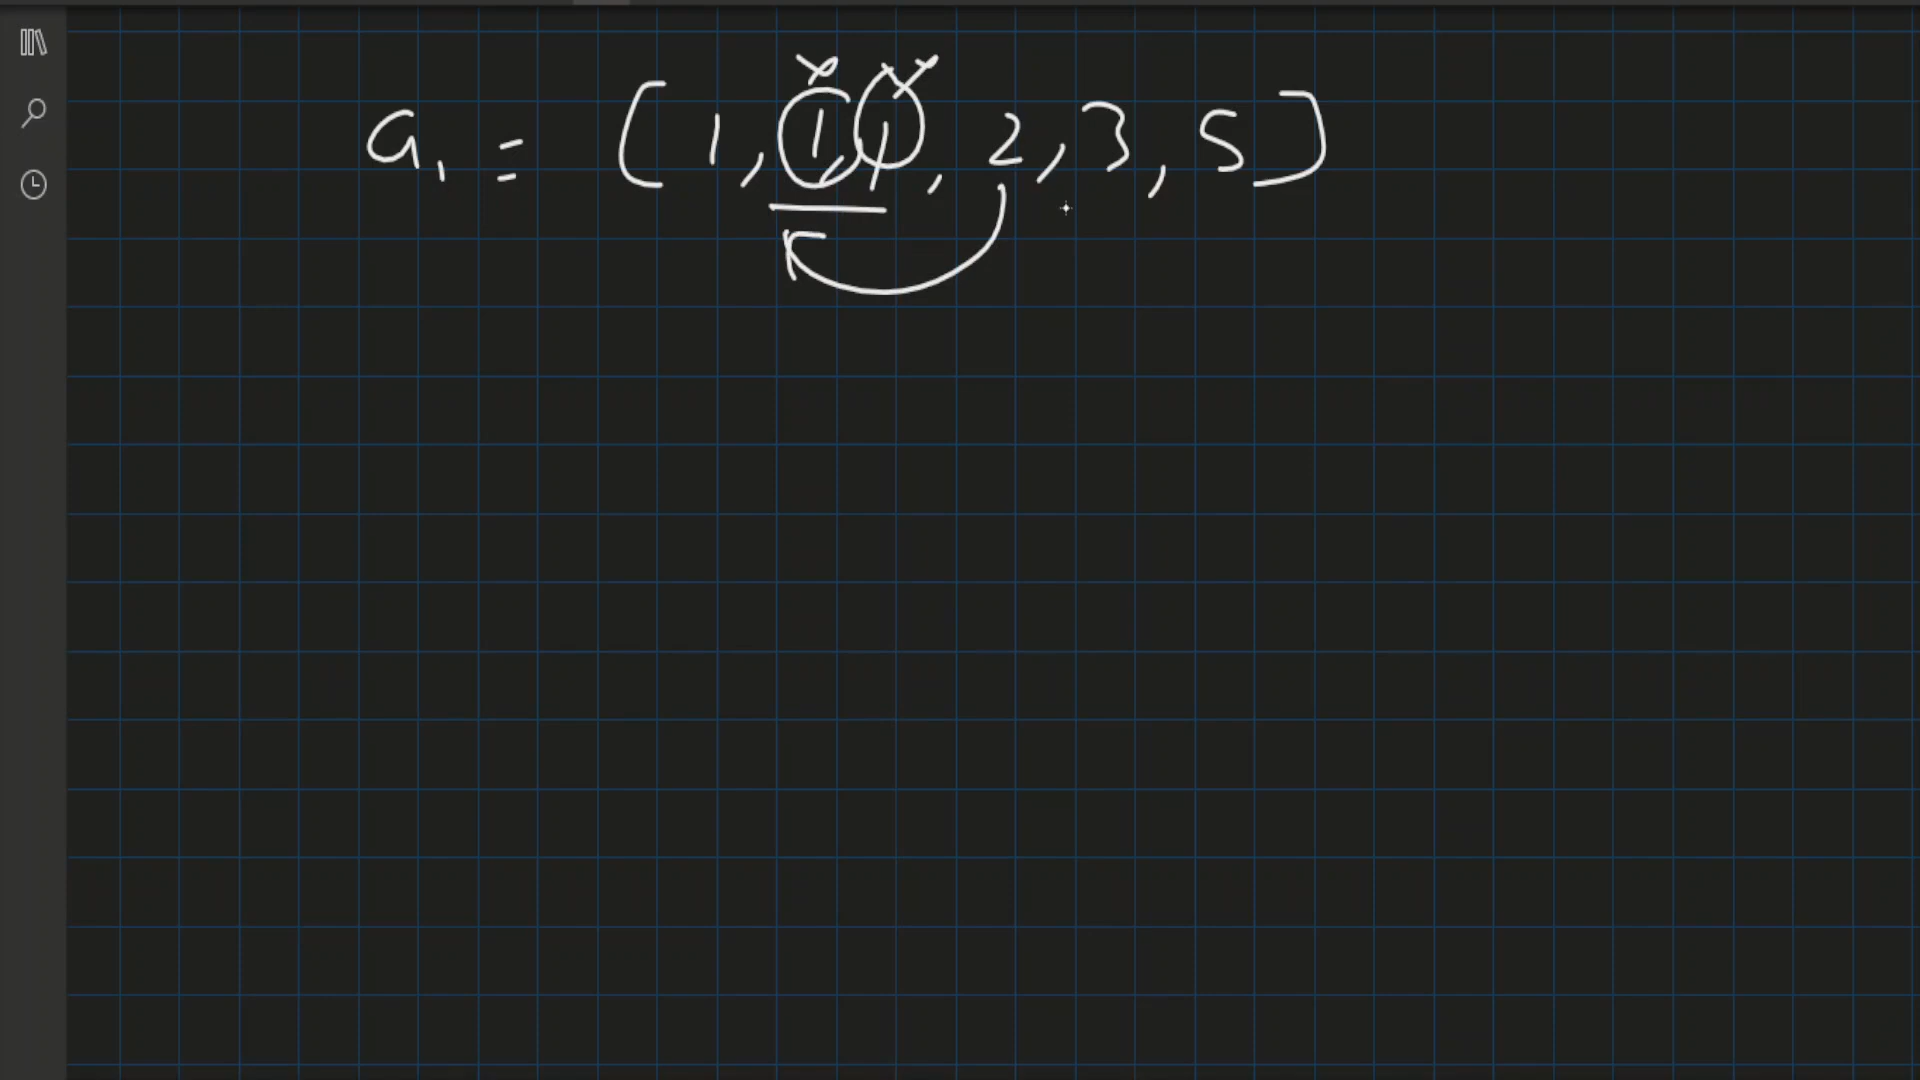 a₁ = [1, 1, 1, 2, 3, 5]